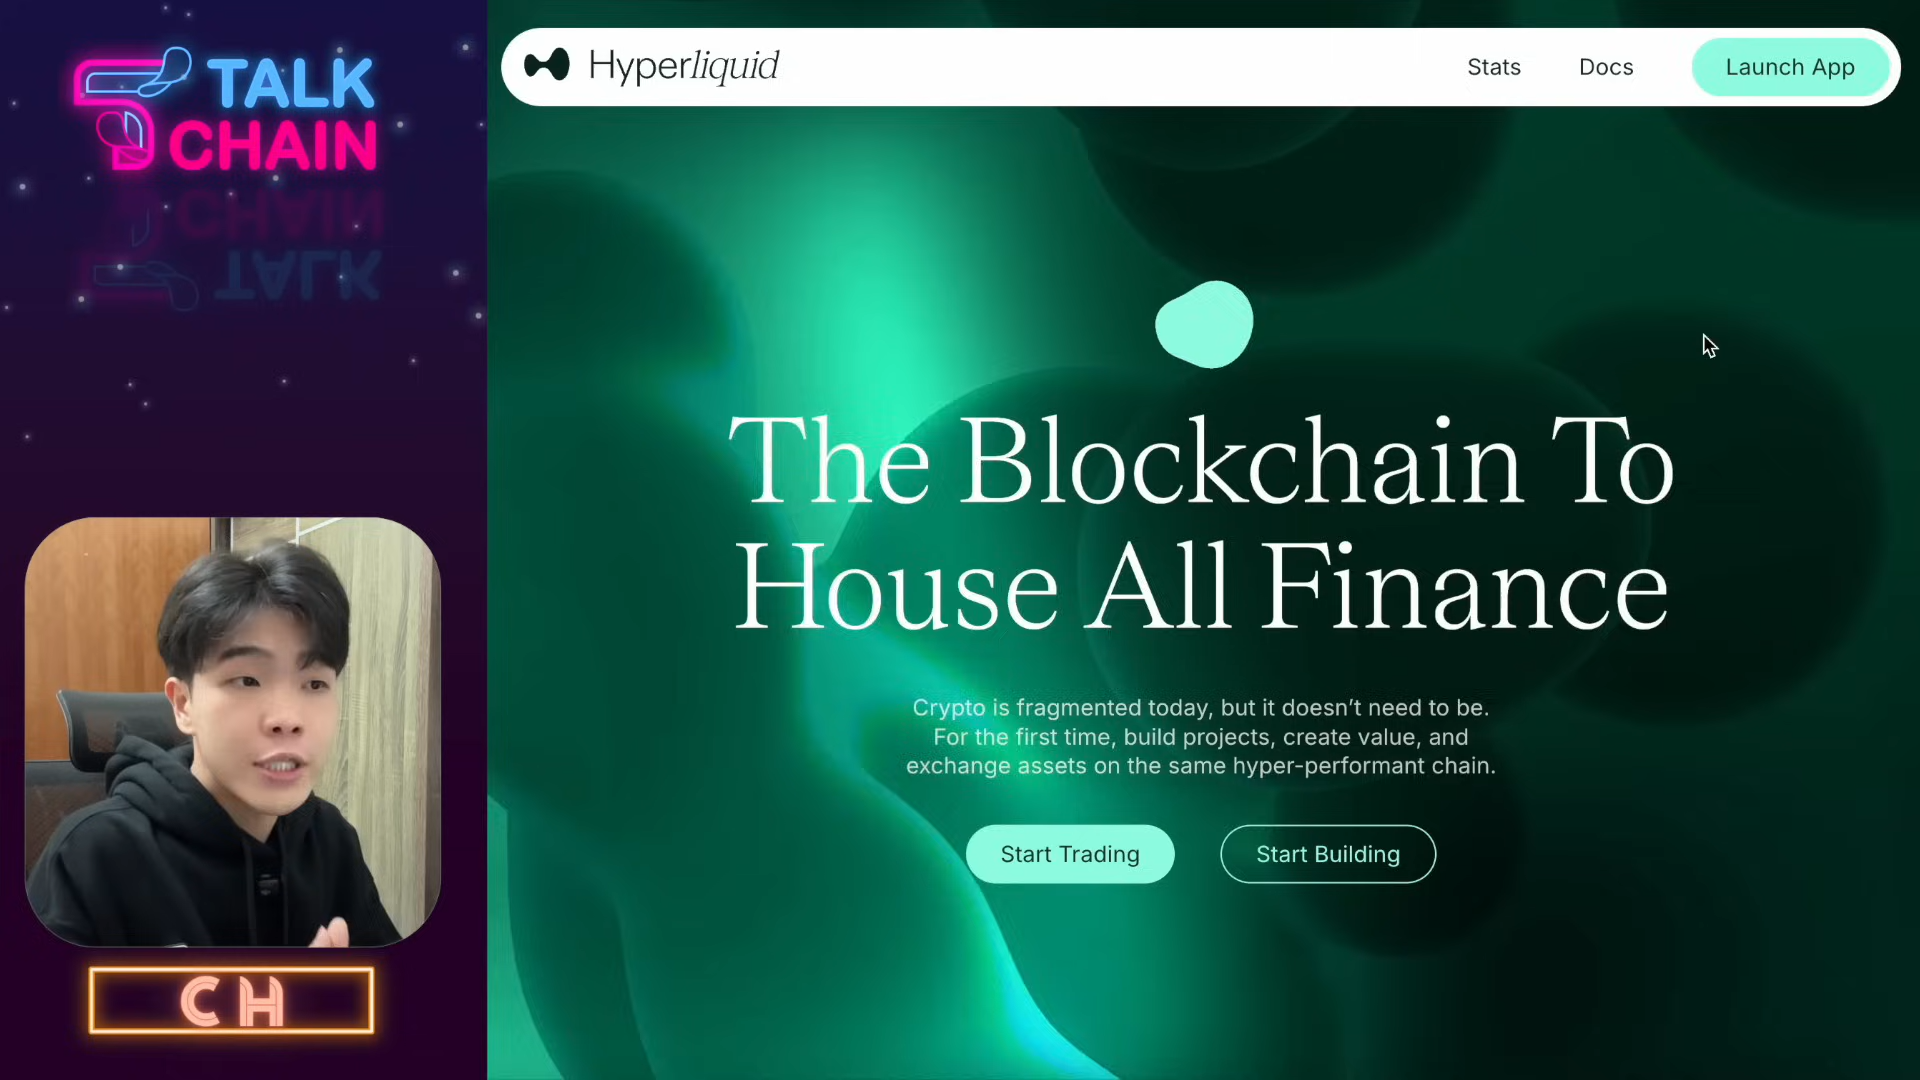 TALK
CHAIN
Hyperliquid
Stats
Docs
Launch App
The Blockchain To
House All Finance
Crypto is fragmented today, but it doesn’t need to be.
For the first time, build projects, create value, and
exchange assets on the same hyper-performant chain.
Start Trading
Start Building
CH